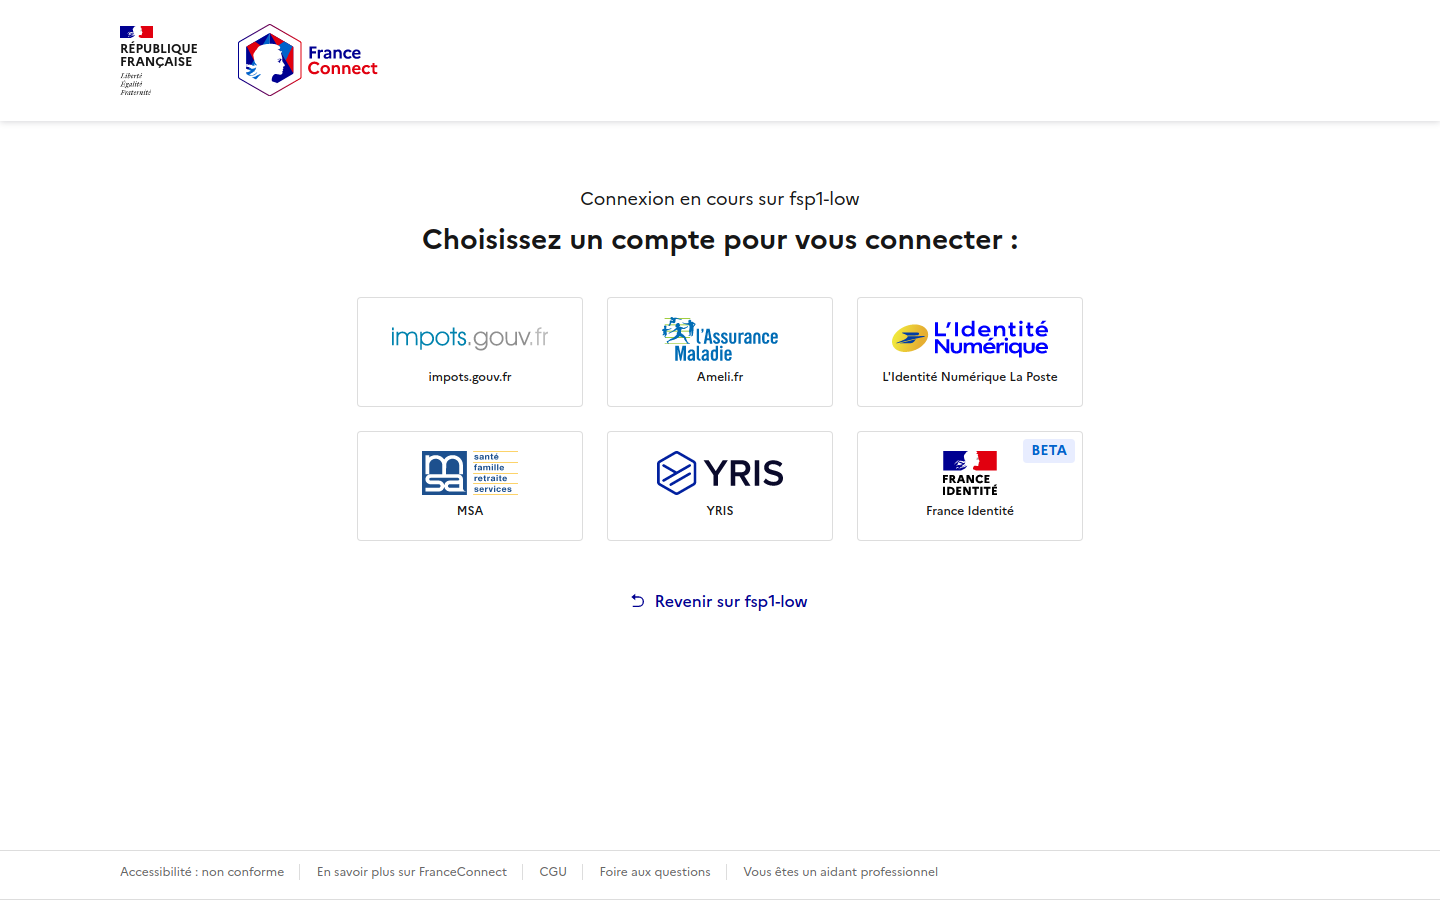 RÉPUBLIQUE
FRANÇAISE
Liberté
Égalité
Fraternité
France
Connect
Connexion en cours sur fsp1-low
Choisissez un compte pour vous connecter :
impots.gouv.fr
impots.gouv.fr
l'Assurance
Maladie
Ameli.fr
L'Identité
Numérique
L'Identité Numérique La Poste
msa
santé
famille
retraite
services
MSA
YRIS
YRIS
BETA
FRANCE
IDENTITÉ
France Identité
Revenir sur fsp1-low
Accessibilité : non conforme
En savoir plus sur FranceConnect
CGU
Foire aux questions
Vous êtes un aidant professionnel